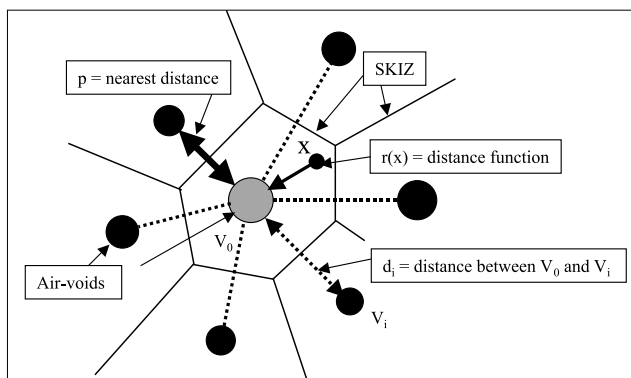 SKIZ
p = nearest distance
X
r(x) = distance function
V₀
Air-voids
dᵢ = distance between V₀ and Vᵢ
Vᵢ